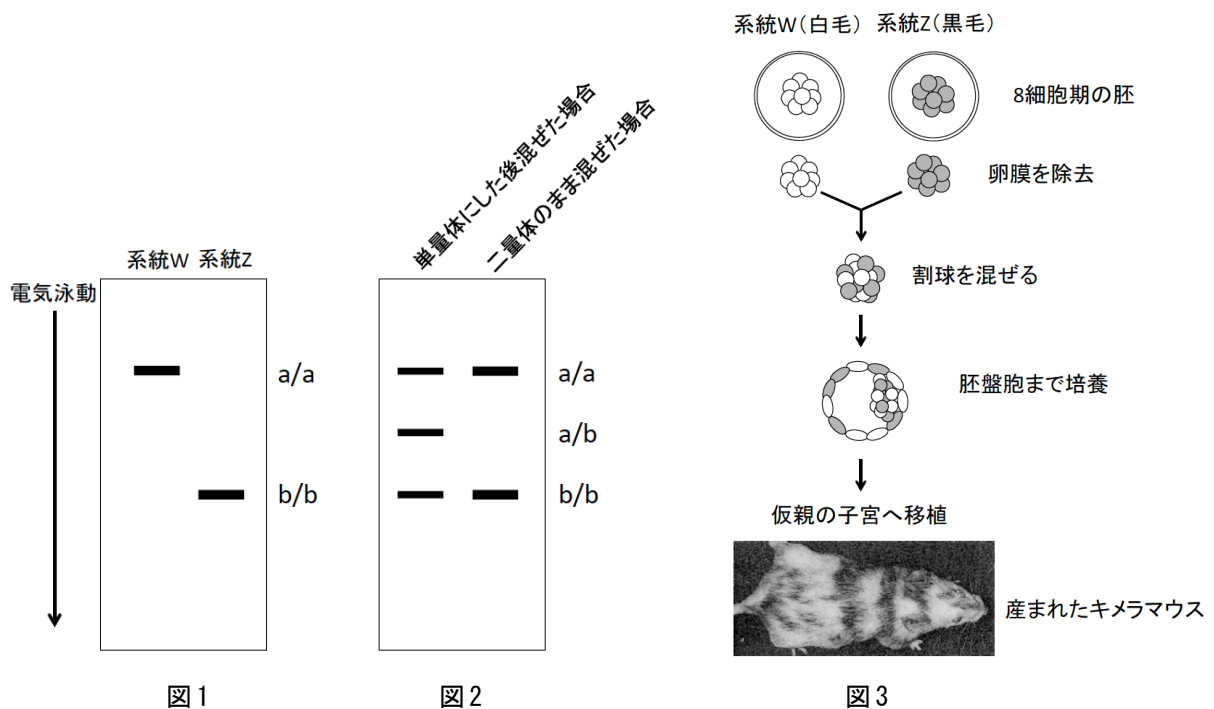 系統W 系統Z
電気泳動
a/a
b/b
図1
単量体にした後混ぜた場合
二量体のまま混ぜた場合
a/a
a/b
b/b
図2
系統W(白毛) 系統Z(黒毛)
8細胞期の胚
卵膜を除去
割球を混ぜる
胚盤胞まで培養
仮親の子宮へ移植
産まれたキメラマウス
図3